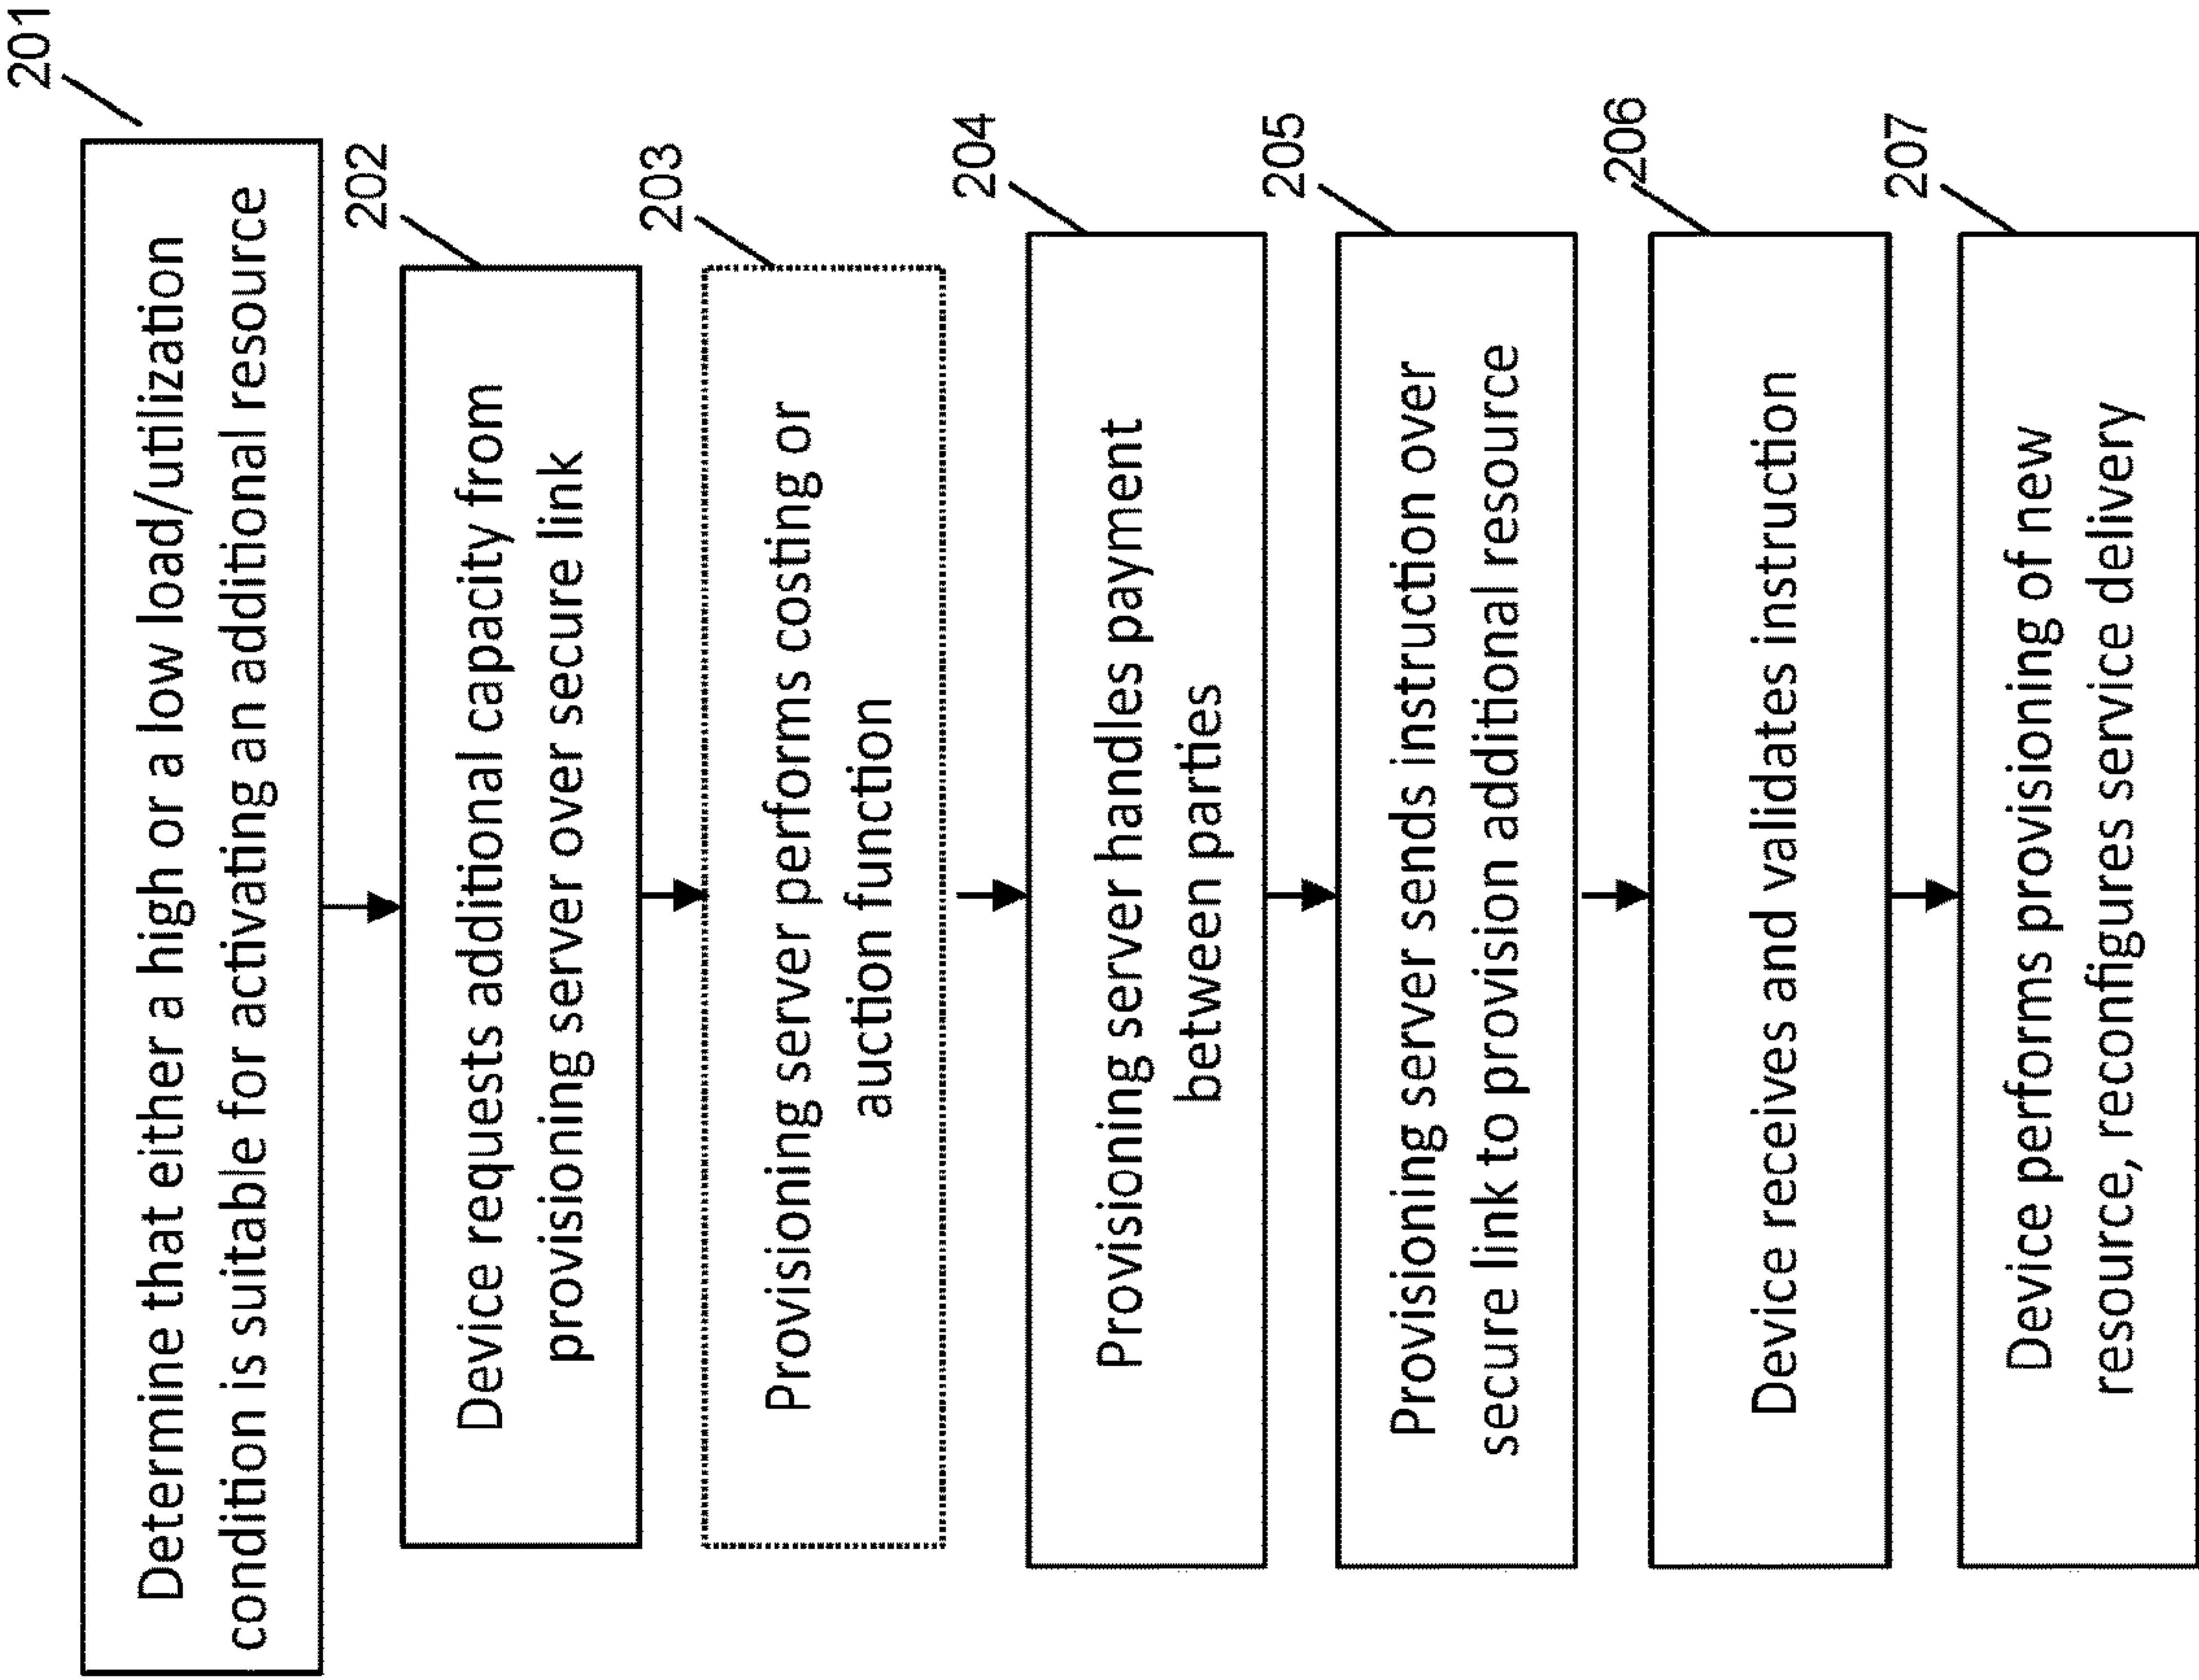 201
Determine that either a high or a low load/utilization
condition is suitable for activating an additional resource
202
Device requests additional capacity from
provisioning server over secure link
203
Provisioning server performs costing or
auction function
204
Provisioning server handles payment
between parties
205
Provisioning server sends instruction over
secure link to provision additional resource
206
Device receives and validates instruction
207
Device performs provisioning of new
resource, reconfigures service delivery